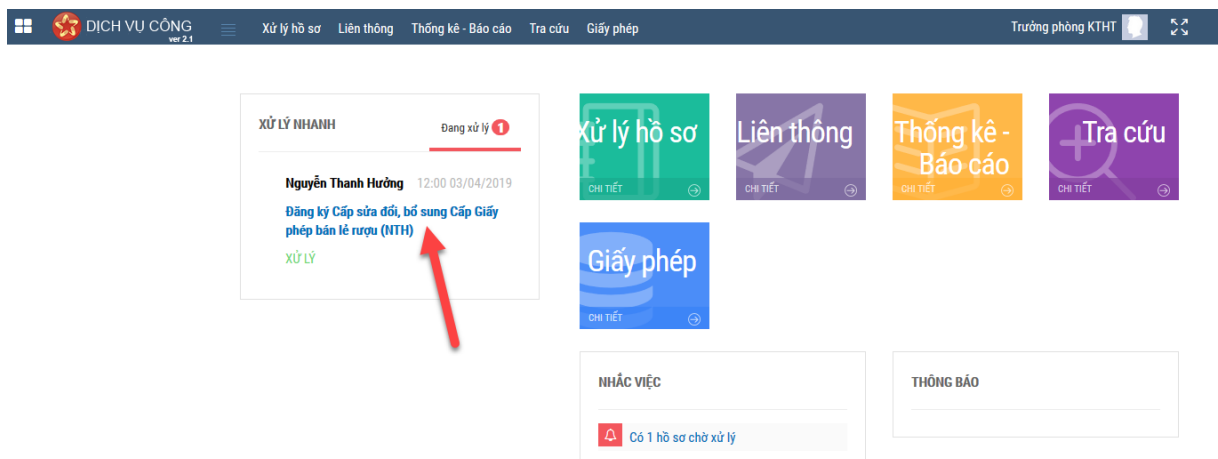 DỊCH VỤ CÔNG
ver 2.1
Xử lý hồ sơ Liên thông Thống kê - Báo cáo Tra cứu Giấy phép
Trưởng phòng KTHT
XỬ LÝ NHANH
Đang xử lý 1
Nguyễn Thanh Hưởng 12:00 03/04/2019
Đăng ký Cấp sửa đổi, bổ sung Cấp Giấy
phép bán lẻ rượu (NTH)
XỬ LÝ
Xử lý hồ sơ
CHI TIẾT
Liên thông
CHI TIẾT
Thống kê -
Báo cáo
CHI TIẾT
Tra cứu
CHI TIẾT
Giấy phép
CHI TIẾT
NHẮC VIỆC
Có 1 hồ sơ chờ xử lý
THÔNG BÁO